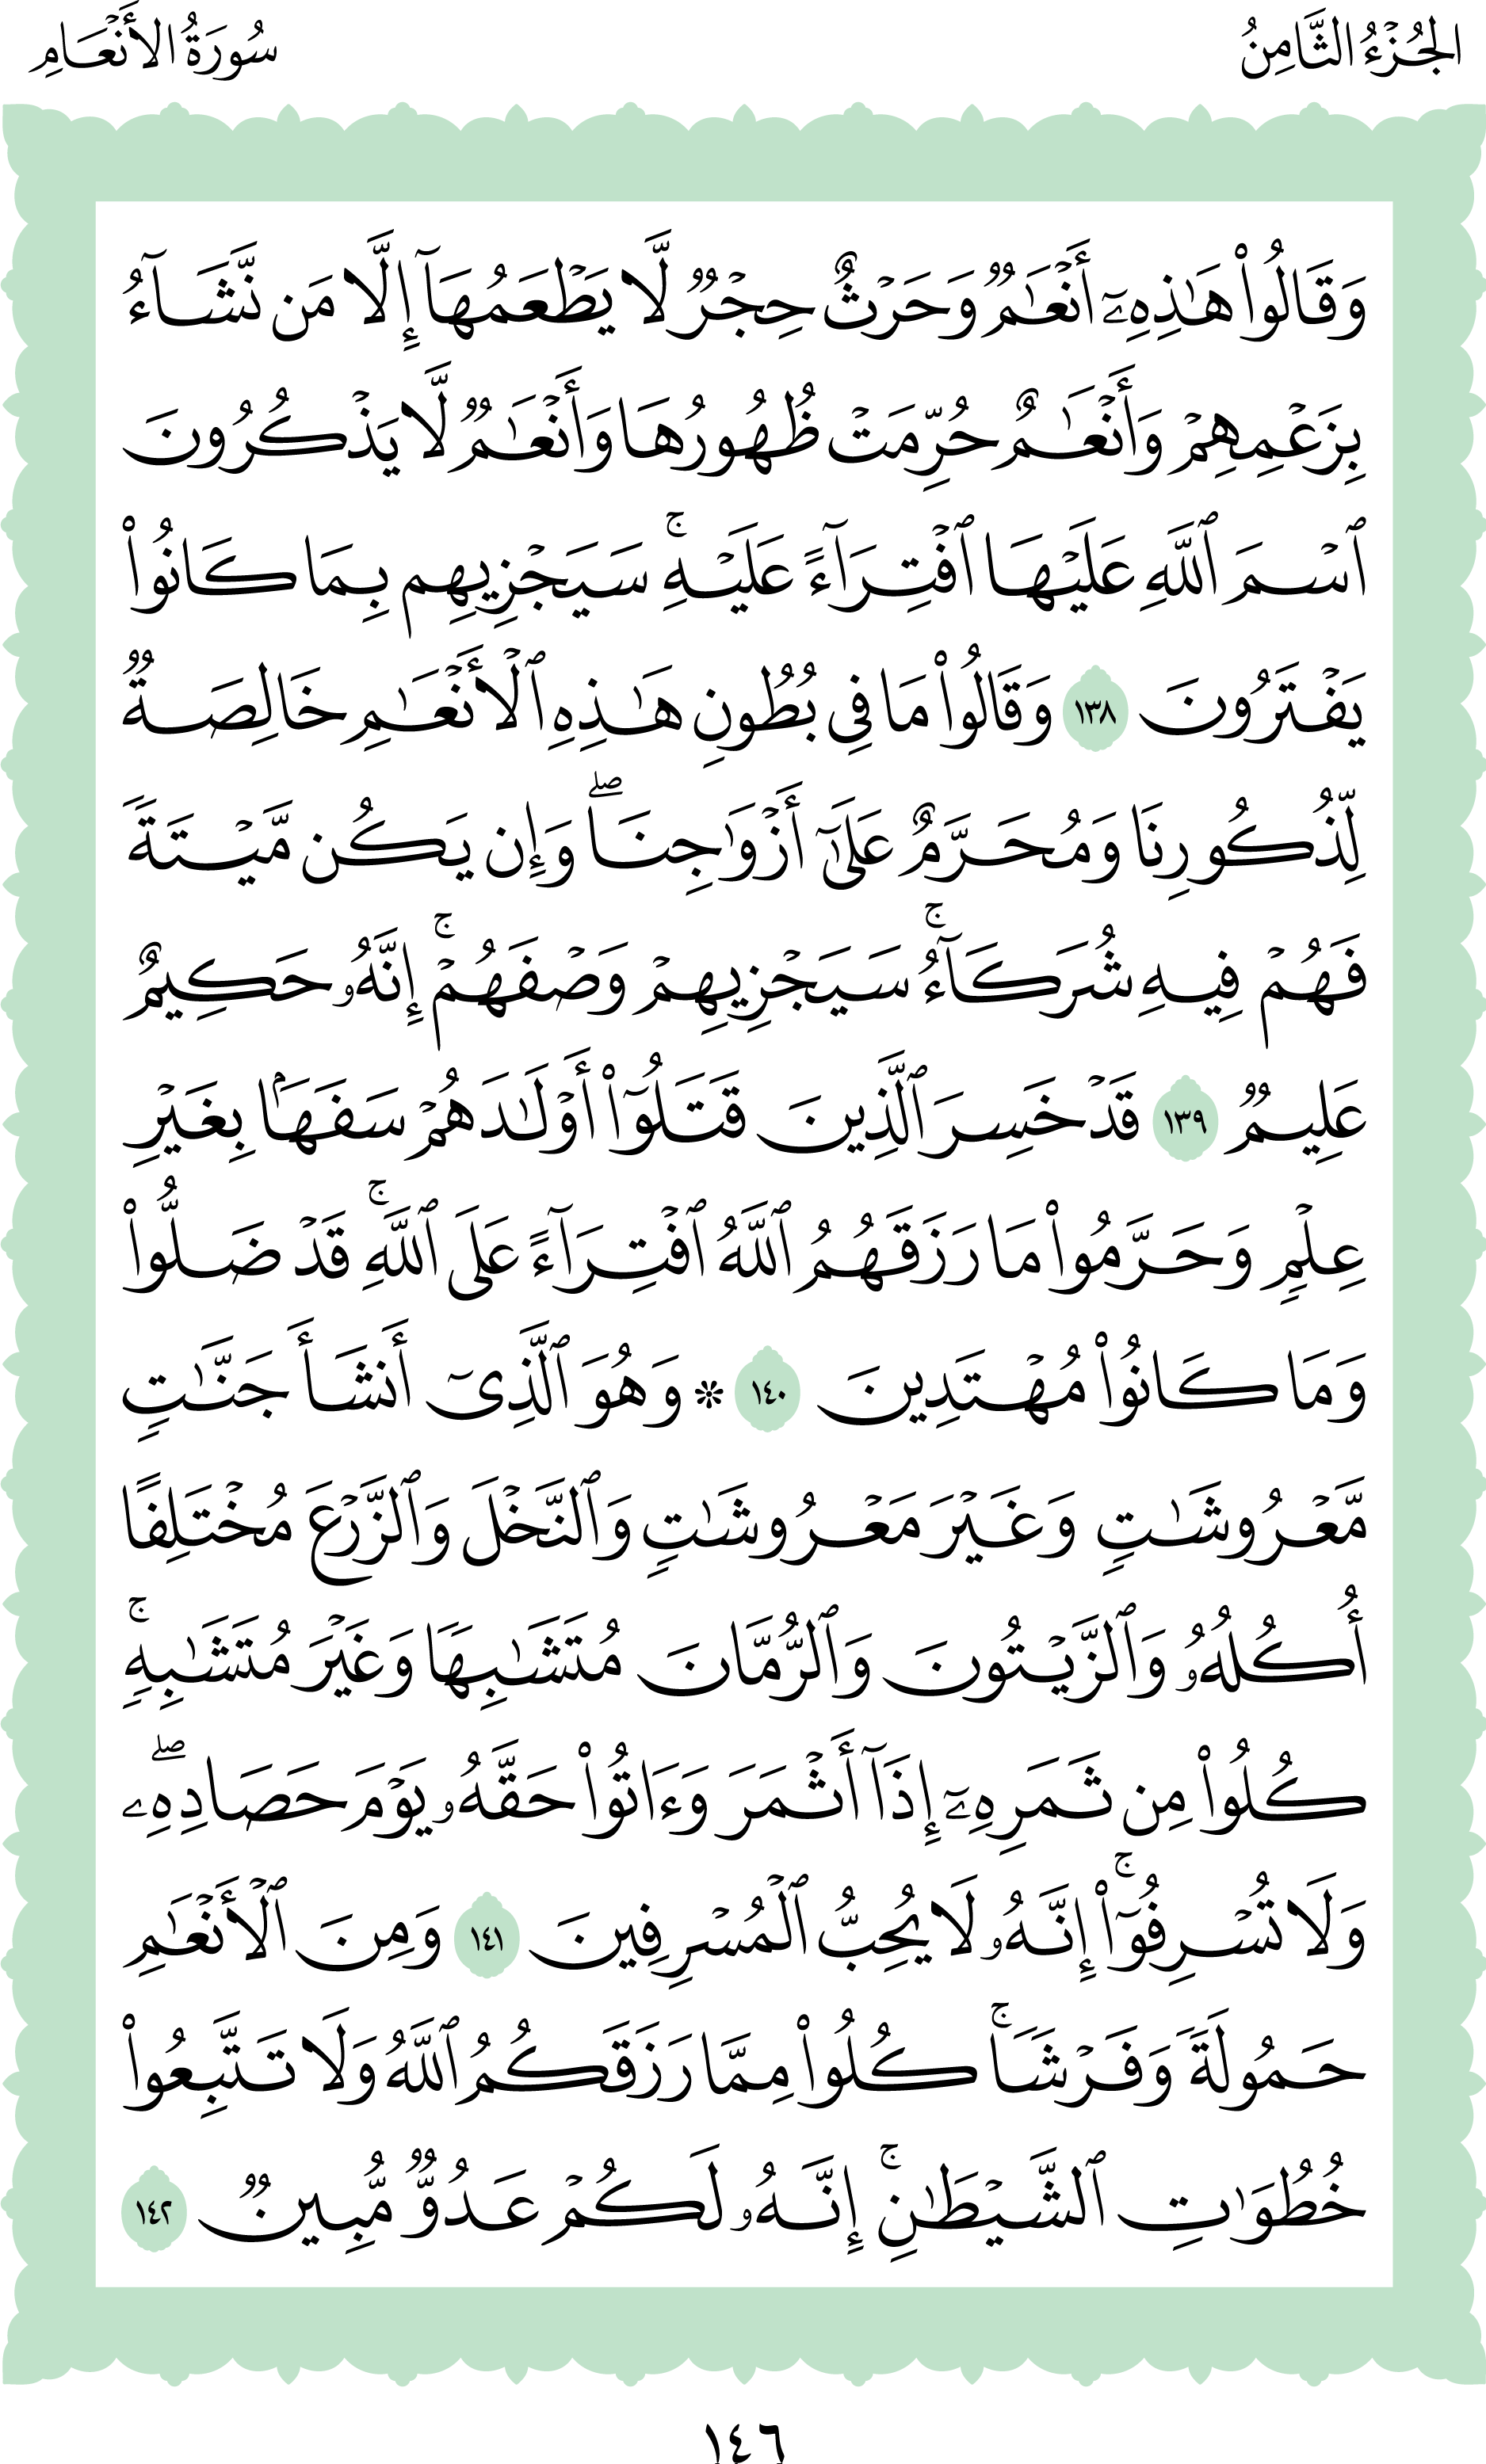 الجُزْءُ الثَّامِنُ
سُورَةُ الأَنْعَامِ
وَقَالُوا۟ هَـٰذِهِۦٓ أَنْعَـٰمٌ وَحَرْثٌ حِجْرٌ لَّا يَطْعَمُهَآ إِلَّا مَن نَّشَآءُ
بِزَعْمِهِمْ وَأَنْعَـٰمٌ حُرِّمَتْ ظُهُورُهَا وَأَنْعَـٰمٌ لَّا يَذْكُرُونَ
ٱسْمَ ٱللَّهِ عَلَيْهَا ٱفْتِرَآءً عَلَيْهِ ۚ سَيَجْزِيهِم بِمَا كَانُوا۟
يَفْتَرُونَ ١٣٨ وَقَالُوا۟ مَا فِى بُطُونِ هَـٰذِهِ ٱلْأَنْعَـٰمِ خَالِصَةٌ
لِّذُكُورِنَا وَمُحَرَّمٌ عَلَىٰٓ أَزْوَٰجِنَا ۖ وَإِن يَكُن مَّيْتَةً
فَهُمْ فِيهِ شُرَكَآءُ ۚ سَيَجْزِيهِمْ وَصْفَهُمْ ۚ إِنَّهُۥ حَكِيمٌ
عَلِيمٌ ١٣٩ قَدْ خَسِرَ ٱلَّذِينَ قَتَلُوٓا۟ أَوْلَـٰدَهُمْ سَفَهًۢا بِغَيْرِ
عِلْمٍ وَحَرَّمُوا۟ مَا رَزَقَهُمُ ٱللَّهُ ٱفْتِرَآءً عَلَى ٱللَّهِ ۚ قَدْ ضَلُّوا۟
وَمَا كَانُوا۟ مُهْتَدِينَ ١٤٠ ۞ وَهُوَ ٱلَّذِىٓ أَنشَأَ جَنَّـٰتٍ
مَّعْرُوشَـٰتٍ وَغَيْرَ مَعْرُوشَـٰتٍ وَٱلنَّخْلَ وَٱلزَّرْعَ مُخْتَلِفًا
أُكُلُهُۥ وَٱلزَّيْتُونَ وَٱلرُّمَّانَ مُتَشَـٰبِهًا وَغَيْرَ مُتَشَـٰبِهٍ ۚ
كُلُوا۟ مِن ثَمَرِهِۦٓ إِذَآ أَثْمَرَ وَءَاتُوا۟ حَقَّهُۥ يَوْمَ حَصَادِهِۦ ۖ
وَلَا تُسْرِفُوٓا۟ ۚ إِنَّهُۥ لَا يُحِبُّ ٱلْمُسْرِفِينَ ١٤١ وَمِنَ ٱلْأَنْعَـٰمِ
حَمُولَةً وَفَرْشًا ۚ كُلُوا۟ مِمَّا رَزَقَكُمُ ٱللَّهُ وَلَا تَتَّبِعُوا۟
خُطُوَٰتِ ٱلشَّيْطَـٰنِ ۚ إِنَّهُۥ لَكُمْ عَدُوٌّ مُّبِينٌ ١٤٢
١٤٦